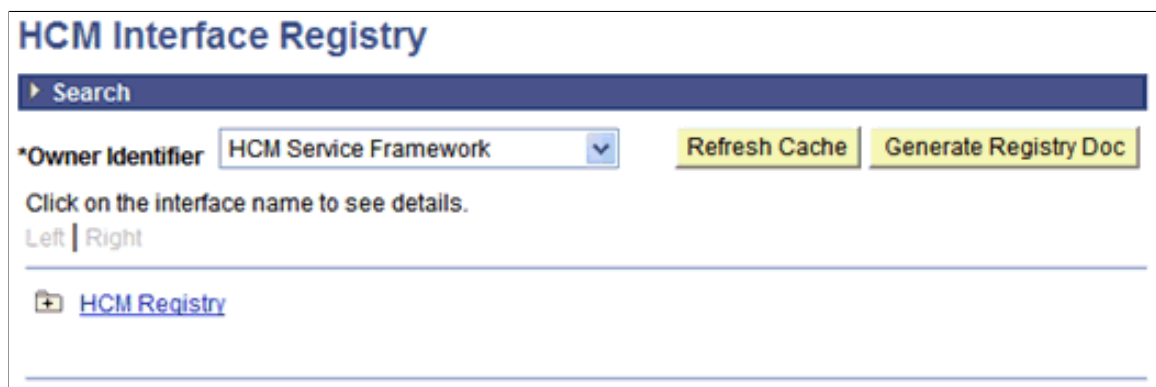 HCM Interface Registry
Search
*Owner Identifier HCM Service Framework Refresh Cache Generate Registry Doc
Click on the interface name to see details.
Left | Right
HCM Registry